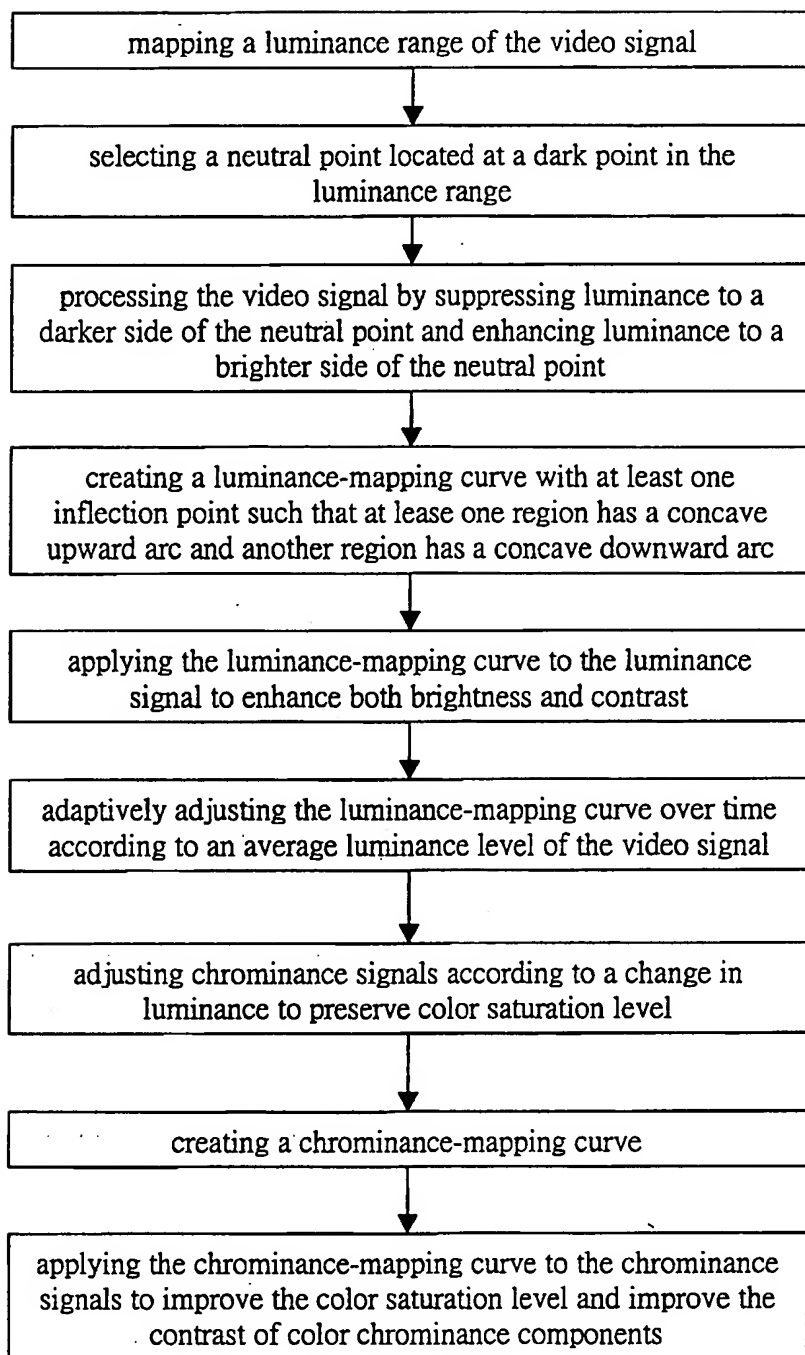 mapping a luminance range of the video signal
selecting a neutral point located at a dark point in the
luminance range
processing the video signal by suppressing luminance to a
darker side of the neutral point and enhancing luminance to a
brighter side of the neutral point
creating a luminance-mapping curve with at least one
inflection point such that at lease one region has a concave
upward arc and another region has a concave downward arc
applying the luminance-mapping curve to the luminance
signal to enhance both brightness and contrast
adaptively adjusting the luminance-mapping curve over time
according to an average luminance level of the video signal
adjusting chrominance signals according to a change in
luminance to preserve color saturation level
creating a chrominance-mapping curve
applying the chrominance-mapping curve to the chrominance
signals to improve the color saturation level and improve the
contrast of color chrominance components